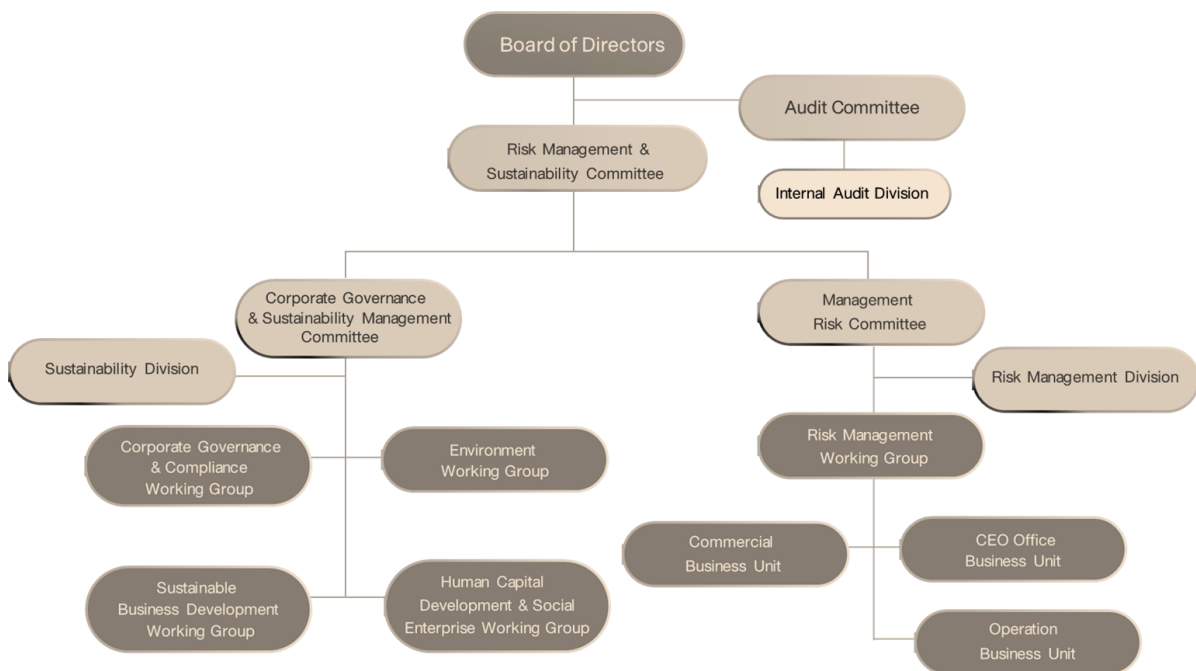 Board of Directors
Audit Committee
Risk Management &
Sustainability Committee
Internal Audit Division
Corporate Governance
& Sustainability Management
Committee
Management
Risk Committee
Sustainability Division
Risk Management Division
Corporate Governance
& Compliance
Working Group
Environment
Working Group
Risk Management
Working Group
Commercial
Business Unit
CEO Office
Business Unit
Sustainable
Business Development
Working Group
Human Capital
Development & Social
Enterprise Working Group
Operation
Business Unit